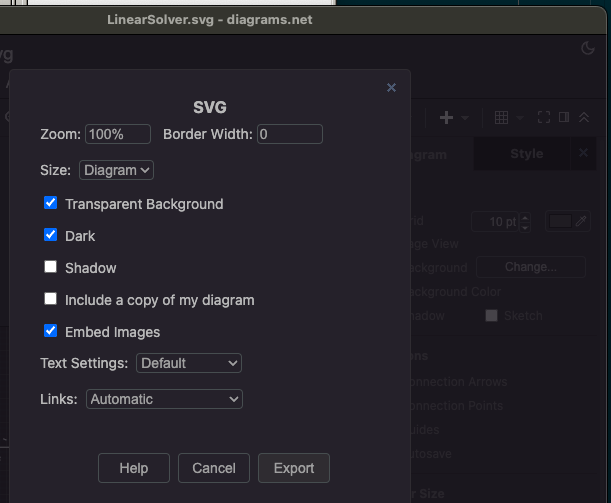 LinearSolver.svg - diagrams.net
SVG
Zoom: 100% Border Width: 0
Size: Diagram
Transparent Background
Dark
Shadow
Include a copy of my diagram
Embed Images
Text Settings: Default
Links: Automatic
Help Cancel Export
vg
agram Style
rid 10 pt
age View
ackground Change...
ackground Color
hadow Sketch
ons
onnection Arrows
onnection Points
uides
utosave
er Size